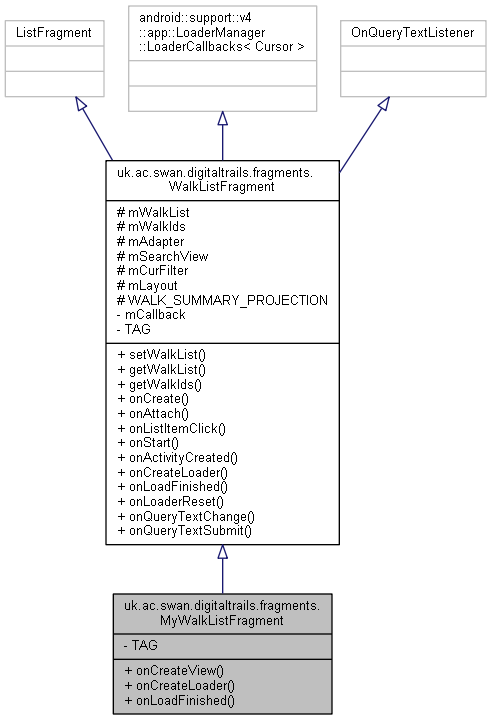 ListFragment
android::support::v4
::app::LoaderManager
::LoaderCallbacks< Cursor >
OnQueryTextListener
uk.ac.swan.digitaltrails.fragments.
WalkListFragment
# mWalkList
# mWalkIds
# mAdapter
# mSearchView
# mCurFilter
# mLayout
# WALK_SUMMARY_PROJECTION
- mCallback
- TAG
+ setWalkList()
+ getWalkList()
+ getWalkIds()
+ onCreate()
+ onAttach()
+ onListItemClick()
+ onStart()
+ onActivityCreated()
+ onCreateLoader()
+ onLoadFinished()
+ onLoaderReset()
+ onQueryTextChange()
+ onQueryTextSubmit()
uk.ac.swan.digitaltrails.fragments.
MyWalkListFragment
- TAG
+ onCreateView()
+ onCreateLoader()
+ onLoadFinished()